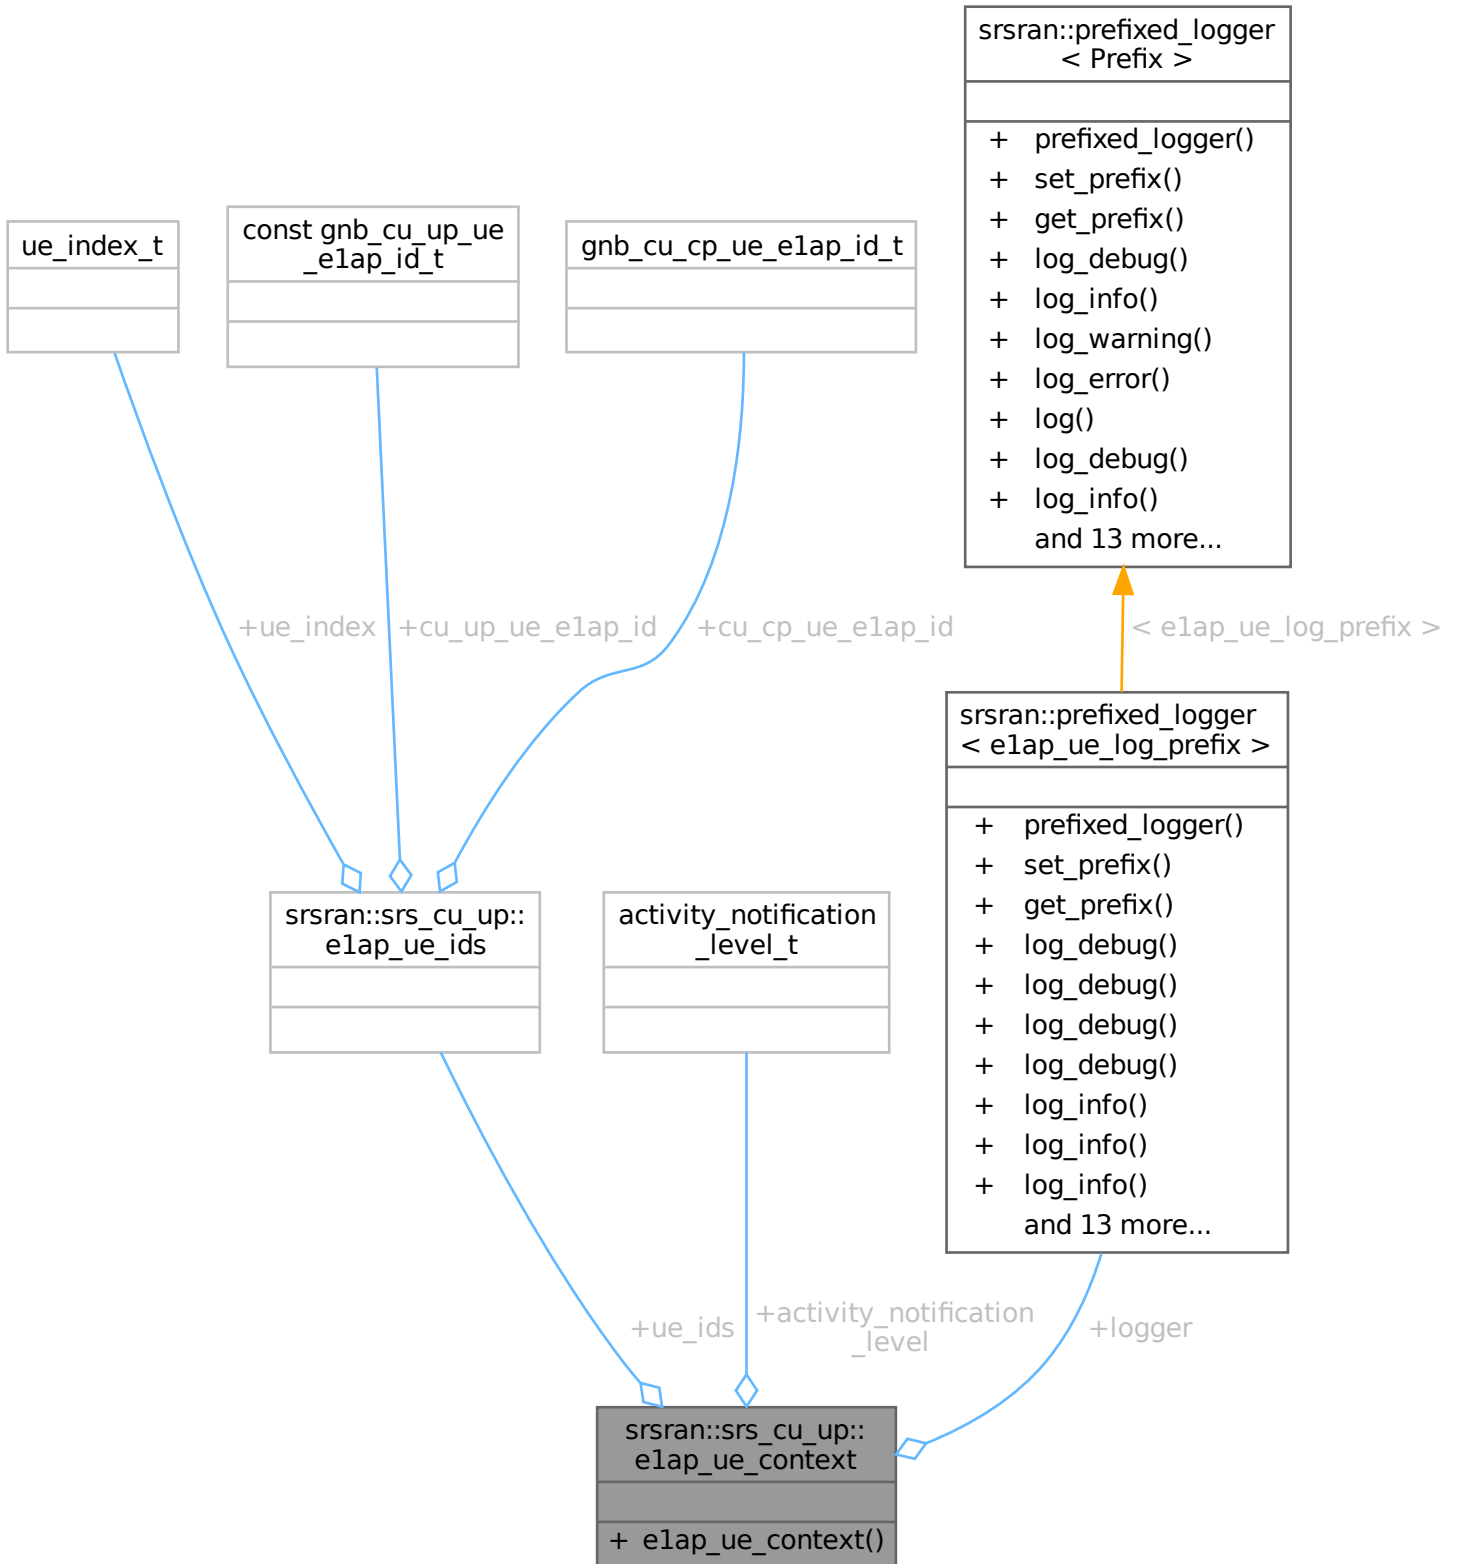 srsran::prefixed_logger
< Prefix >
+ prefixed_logger()
+ set_prefix()
+ get_prefix()
+ log_debug()
+ log_info()
+ log_warning()
+ log_error()
+ log()
+ log_debug()
+ log_info()
and 13 more...
ue_index_t
const gnb_cu_up_ue
_e1ap_id_t
gnb_cu_cp_ue_e1ap_id_t
+ue_index
+cu_up_ue_e1ap_id
+cu_cp_ue_e1ap_id
< e1ap_ue_log_prefix >
srsran::prefixed_logger
< e1ap_ue_log_prefix >
+ prefixed_logger()
+ set_prefix()
+ get_prefix()
+ log_debug()
+ log_debug()
+ log_debug()
+ log_debug()
+ log_info()
+ log_info()
+ log_info()
and 13 more...
srsran::srs_cu_up::
e1ap_ue_ids
activity_notification
_level_t
+ue_ids
+activity_notification
_level
+logger
srsran::srs_cu_up::
e1ap_ue_context
+ e1ap_ue_context()